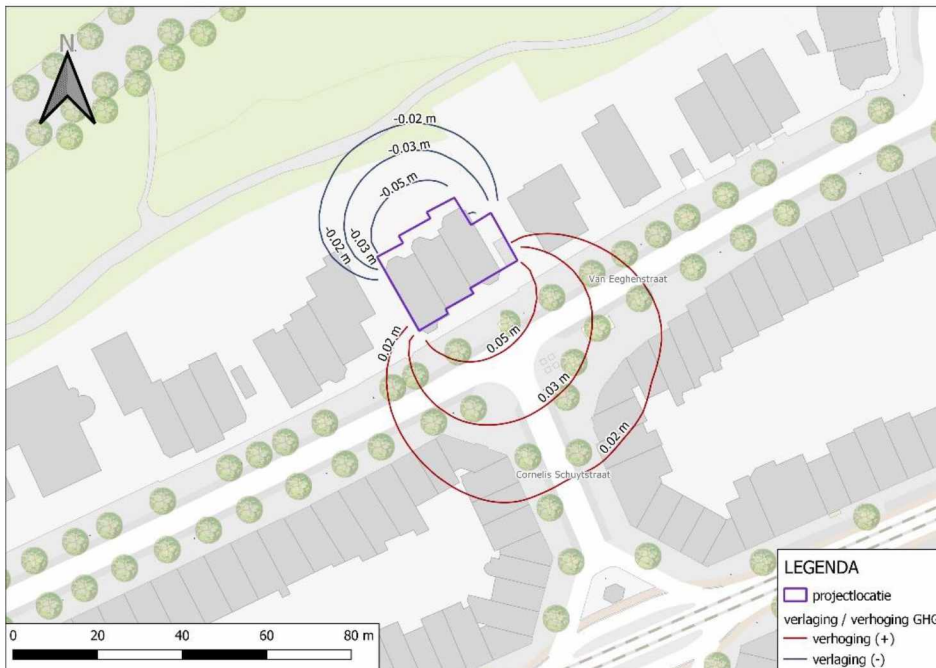 N
-0.02 m
-0.03 m
-0.05 m
-0.03 m
-0.02 m
Van Eeghenstraat
0.02 m
0.05 m
0.03 m
0.02 m
Cornelis Schuytstraat
LEGENDA
projectlocatie
verlaging / verhoging GHG
verhoging (+)
verlaging (-)
0 20 40 60 80 m